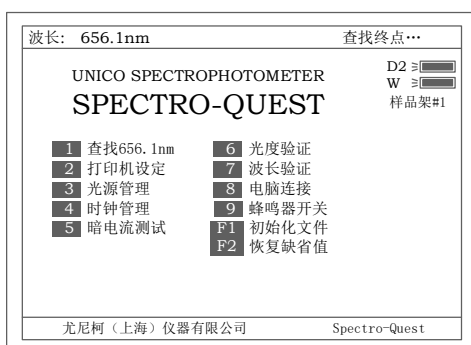 波长: 656.1nm 查找终点…
D2
W
样品架#1
UNICO SPECTROPHOTOMETER
SPECTRO-QUEST
1 查找656.1nm
2 打印机设定
3 光源管理
4 时钟管理
5 暗电流测试
6 光度验证
7 波长验证
8 电脑连接
9 蜂鸣器开关
F1 初始化文件
F2 恢复缺省值
尤尼柯（上海）仪器有限公司 Spectro-Quest